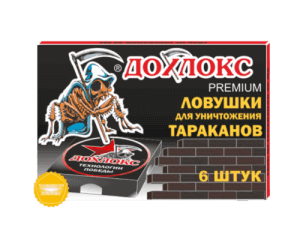 ® ДОХЛОКС
PREMIUM
ЛОВУШКИ
ДЛЯ УНИЧТОЖЕНИЯ
ТАРАКАНОВ
ДОХЛОКС
ТЕХНОЛОГИИ
ПОБЕДЫ
6 ШТУК